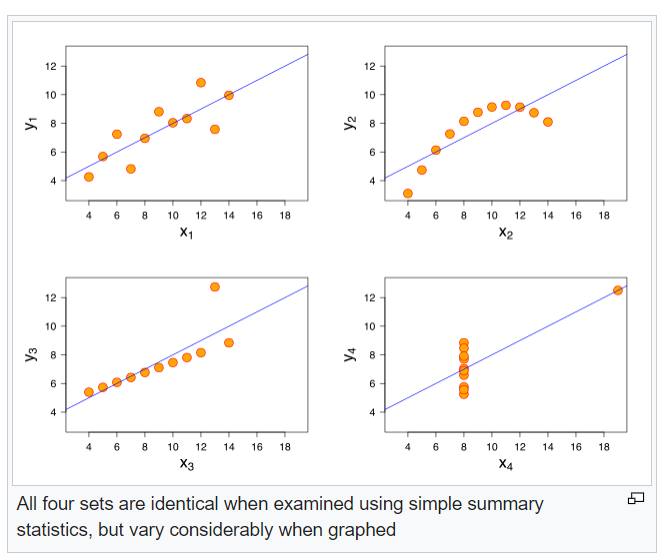 12
10
8
6
4
y1
4 6 8 10 12 14 16 18
x1
12
10
8
6
4
y2
4 6 8 10 12 14 16 18
x2
12
10
8
6
4
y3
4 6 8 10 12 14 16 18
x3
12
10
8
6
4
y4
4 6 8 10 12 14 16 18
x4
All four sets are identical when examined using simple summary
statistics, but vary considerably when graphed